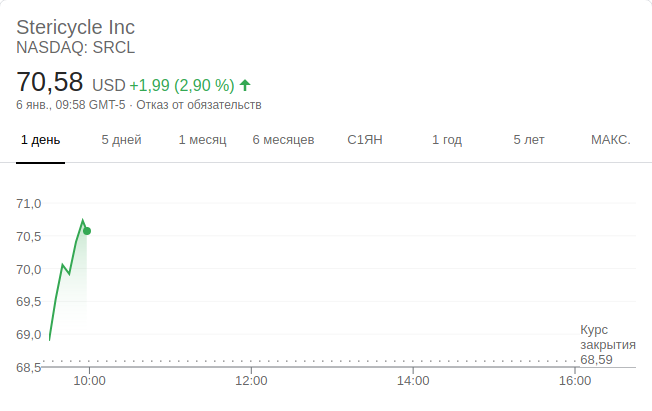 Stericycle Inc
NASDAQ: SRCL
70,58 USD +1,99 (2,90 %)
6 янв., 09:58 GMT-5 · Отказ от обязательств
1 день 5 дней 1 месяц 6 месяцев С1ЯН 1 год 5 лет МАКС.
71,0
70,5
70,0
69,5
69,0
68,5
Курс
закрытия
68,59
10:00 12:00 14:00 16:00